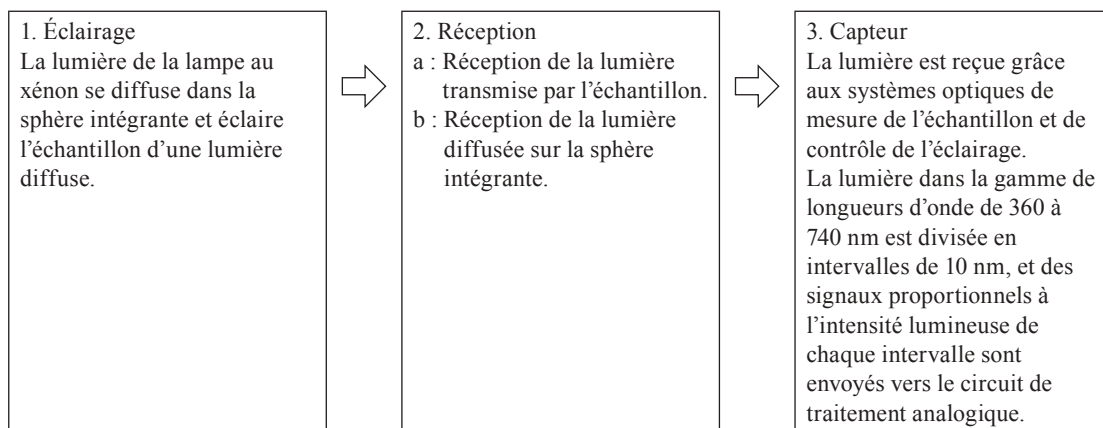 1. Éclairage
La lumière de la lampe au
xénon se diffuse dans la
sphère intégrante et éclaire
l'échantillon d'une lumière
diffuse.
2. Réception
a : Réception de la lumière
transmise par l'échantillon.
b : Réception de la lumière
diffusée sur la sphère
intégrante.
3. Capteur
La lumière est reçue grâce
aux systèmes optiques de
mesure de l'échantillon et de
contrôle de l'éclairage.
La lumière dans la gamme de
longueurs d'onde de 360 à
740 nm est divisée en
intervalles de 10 nm, et des
signaux proportionnels à
l'intensité lumineuse de
chaque intervalle sont
envoyés vers le circuit de
traitement analogique.